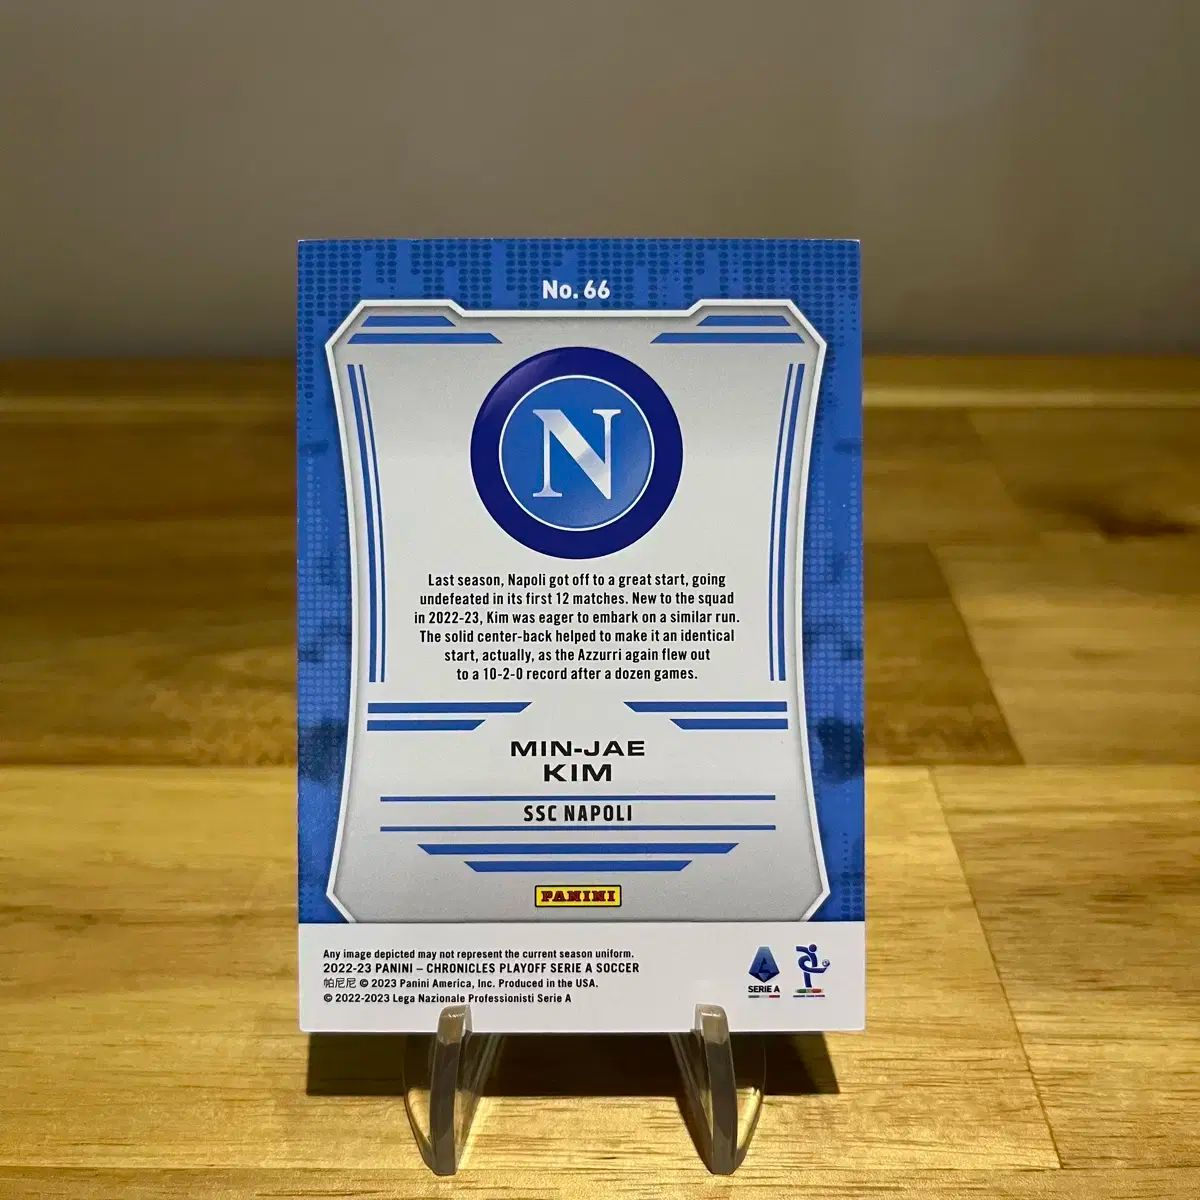 No. 66
N
Last season, Napoli got off to a great start, going
undefeated in its first 12 matches. New to the squad
in 2022-23, Kim was eager to embark on a similar run.
The solid center-back helped to make it an identical
start, actually, as the Azzurri again flew out
to a 10-2-0 record after a dozen games.
MIN-JAE
KIM
SSC NAPOLI
PANINI
Any image depicted may not represent the current season uniform.
2022-23 PANINI – CHRONICLES PLAYOFF SERIE A SOCCER
帕尼尼 © 2023 Panini America, Inc. Produced in the USA.
© 2022-2023 Lega Nazionale Professionisti Serie A
SERIE A